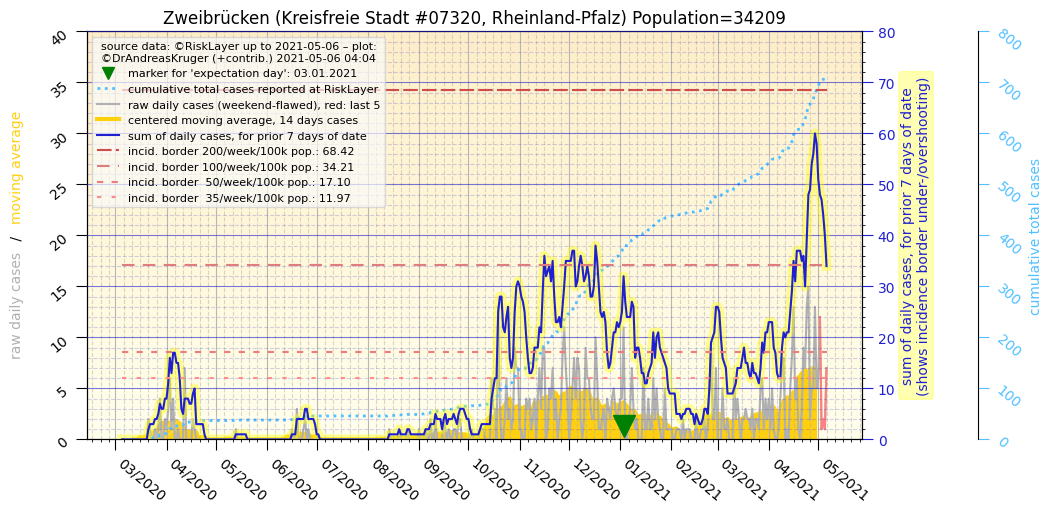 Zweibrücken (Kreisfreie Stadt #07320, Rheinland-Pfalz) Population=34209
source data: ©RiskLayer up to 2021-05-06 – plot:
©DrAndreasKruger (+contrib.) 2021-05-06 04:04
marker for 'expectation day': 03.01.2021
cumulative total cases reported at RiskLayer
raw daily cases (weekend-flawed), red: last 5
centered moving average, 14 days cases
sum of daily cases, for prior 7 days of date
incid. border 200/week/100k pop.: 68.42
incid. border 100/week/100k pop.: 34.21
incid. border  50/week/100k pop.: 17.10
incid. border  35/week/100k pop.: 11.97
raw daily cases  /  moving average
40
35
30
25
20
15
10
5
0
03/2020
04/2020
05/2020
06/2020
07/2020
08/2020
09/2020
10/2020
11/2020
12/2020
01/2021
02/2021
03/2021
04/2021
05/2021
80
70
60
50
40
30
20
10
0
sum of daily cases, for prior 7 days of date
(shows incidence border under-/overshooting)
800
700
600
500
400
300
200
100
0
cumulative total cases